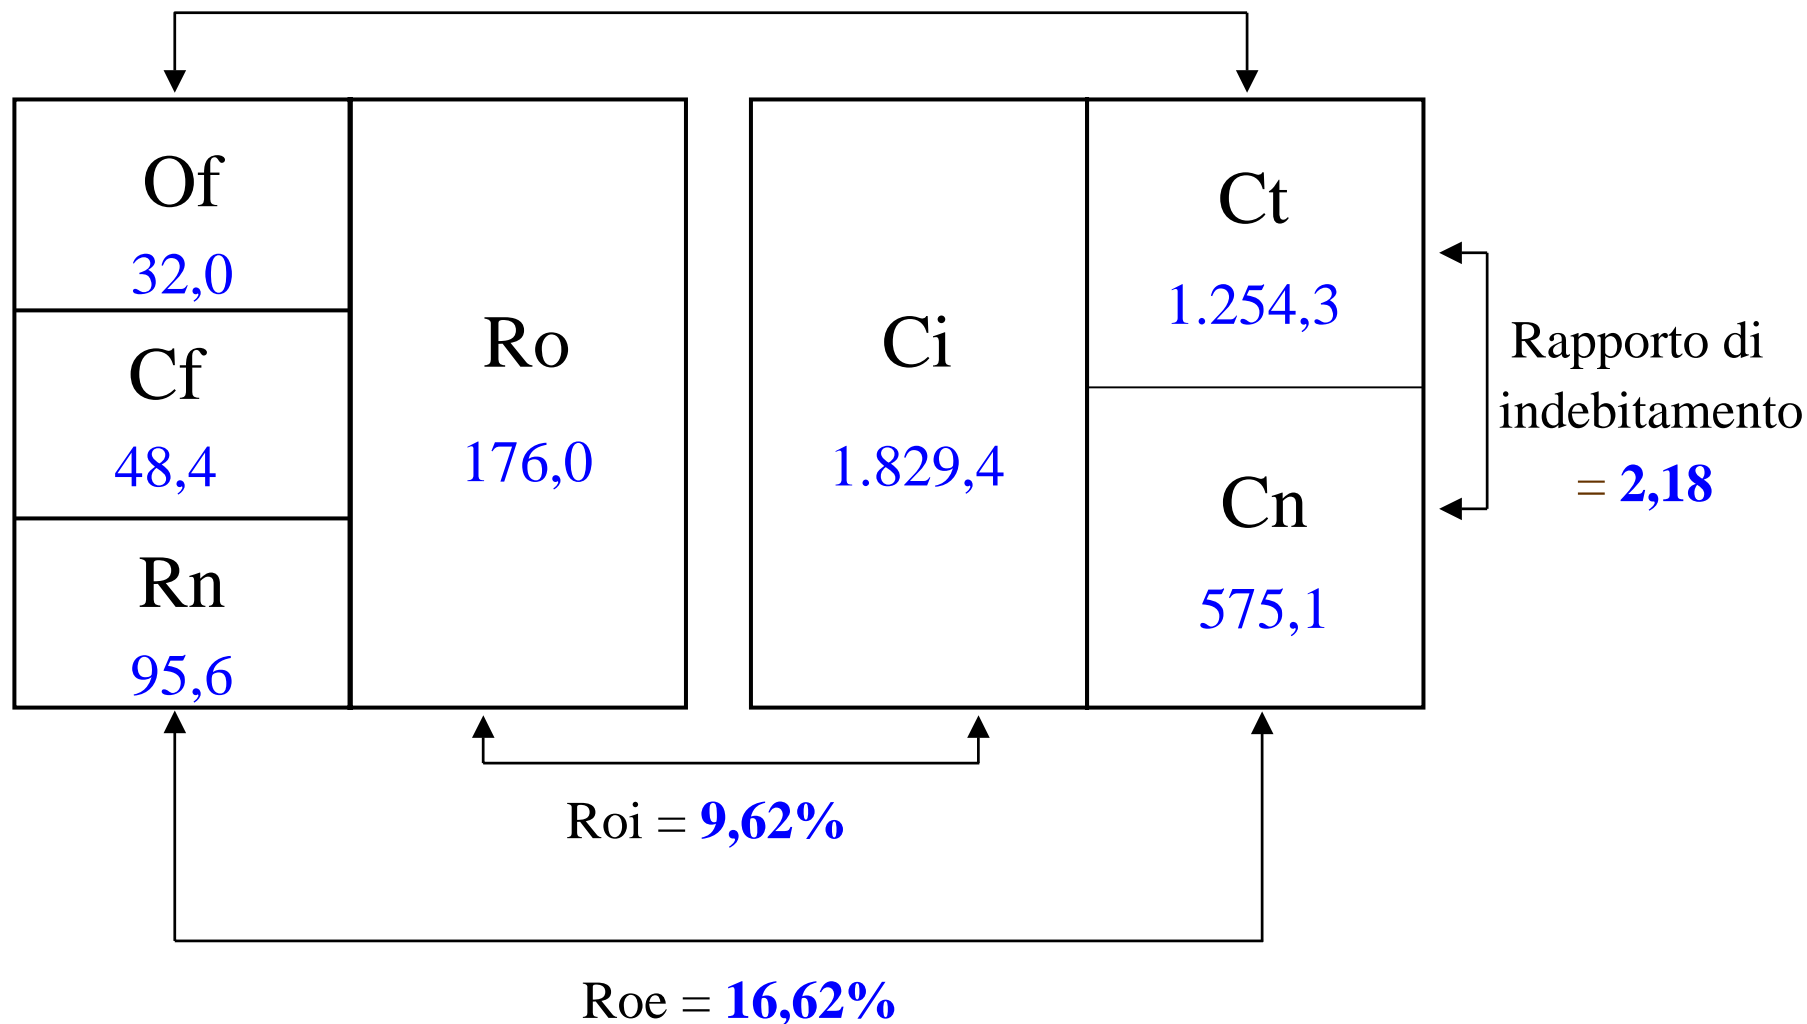 Of
32,0
Cf
48,4
Rn
95,6
Ro
176,0
Ci
1.829,4
Ct
1.254,3
Cn
575,1
Rapporto di
indebitamento
= 2,18
Roi = 9,62%
Roe = 16,62%